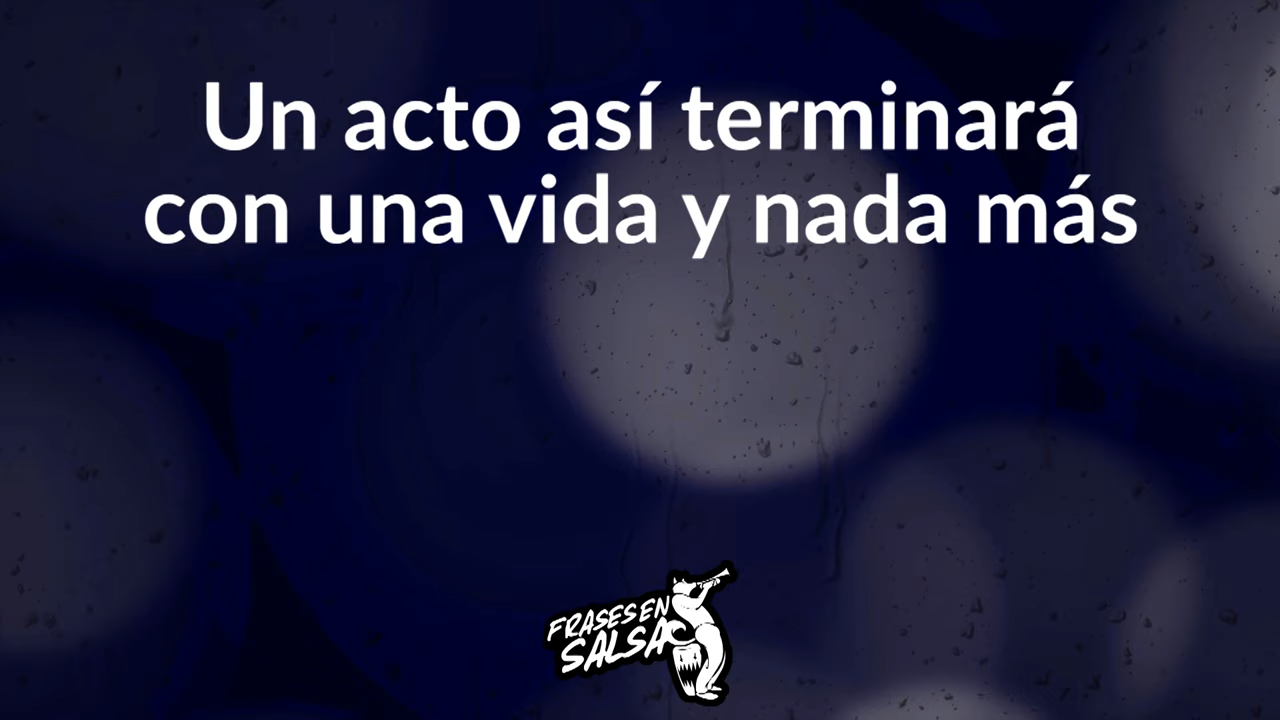 Un acto así terminará
con una vida y nada más
FRASES EN
SALSA